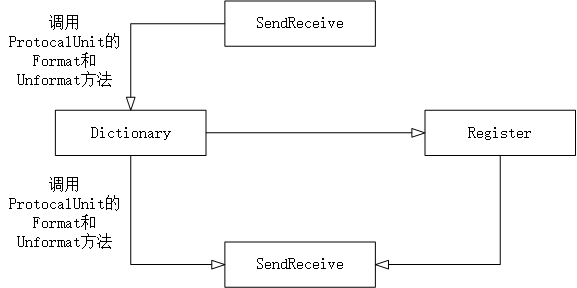 调用
ProtocalUnit的
Format和
Unformat方法
SendReceive
Dictionary
Register
调用
ProtocalUnit的
Format和
Unformat方法
SendReceive